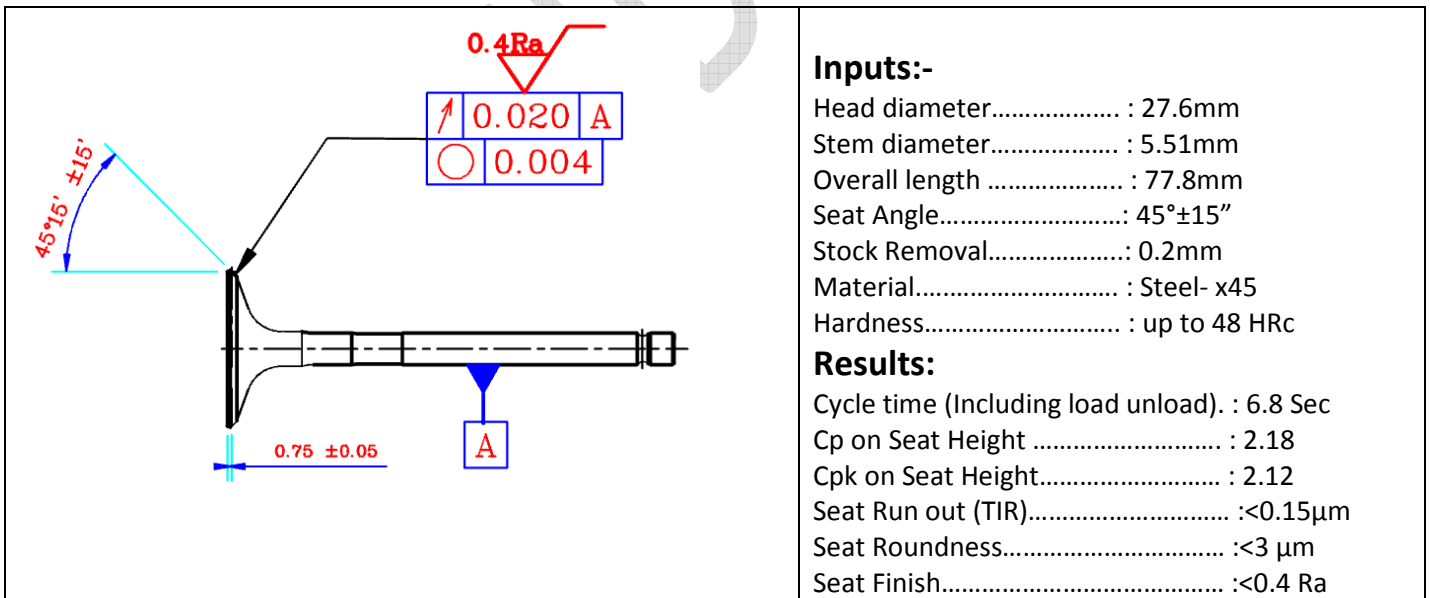 0.4Ra
0.020 A
0.004
45°15' ±15'
0.75 ±0.05
A
Inputs:-
Head diameter.................. : 27.6mm
Stem diameter................... : 5.51mm
Overall length .................... : 77.8mm
Seat Angle...........................: 45°±15”
Stock Removal....................: 0.2mm
Material.............................. : Steel- x45
Hardness............................. : up to 48 HRc
Results:
Cycle time (Including load unload). : 6.8 Sec
Cp on Seat Height ............................ : 2.18
Cpk on Seat Height........................... : 2.12
Seat Run out (TIR).............................. :<0.15µm
Seat Roundness................................. :<3 µm
Seat Finish.......................................... :<0.4 Ra